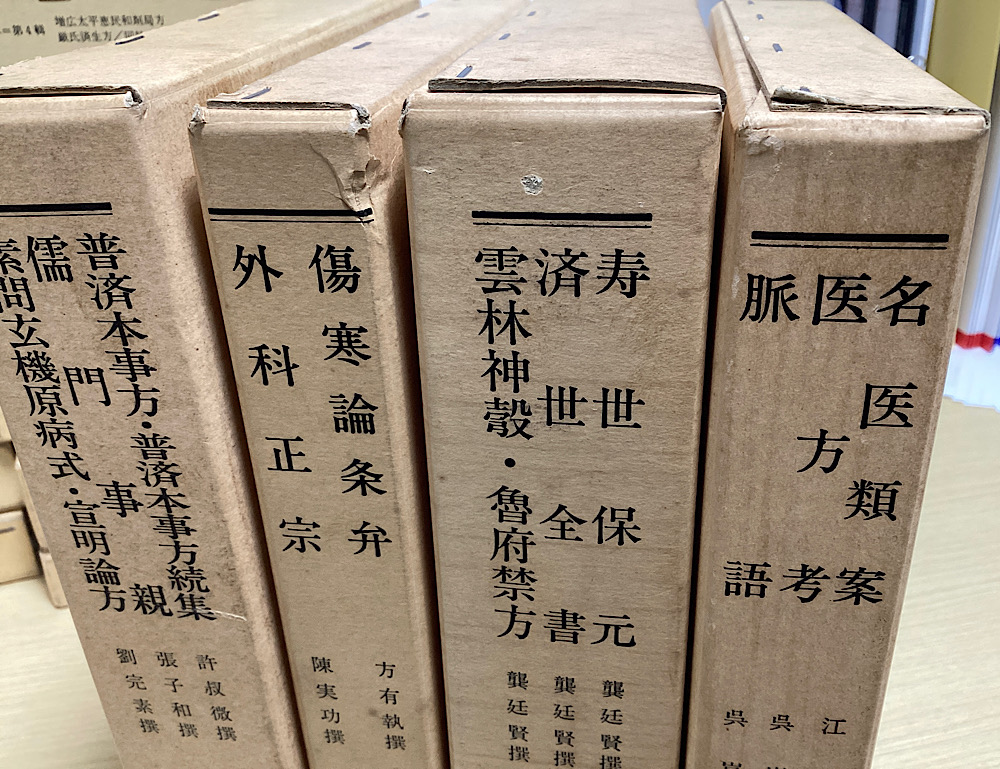 第4輯
増広太平恵民和剤局方
厳氏済生方／
普済本事方・普済本事方続集
儒門事親
素問玄機原病式・宣明論方
許叔微撰
張子和撰
劉完素撰
傷寒論条弁
外科正宗
方有執撰
陳実功撰
寿世保元
済世全書
雲林神彀・魯府禁方
龔廷賢撰
龔廷賢撰
龔廷賢撰
名医類案
医方考
脈語
江
呉
呉